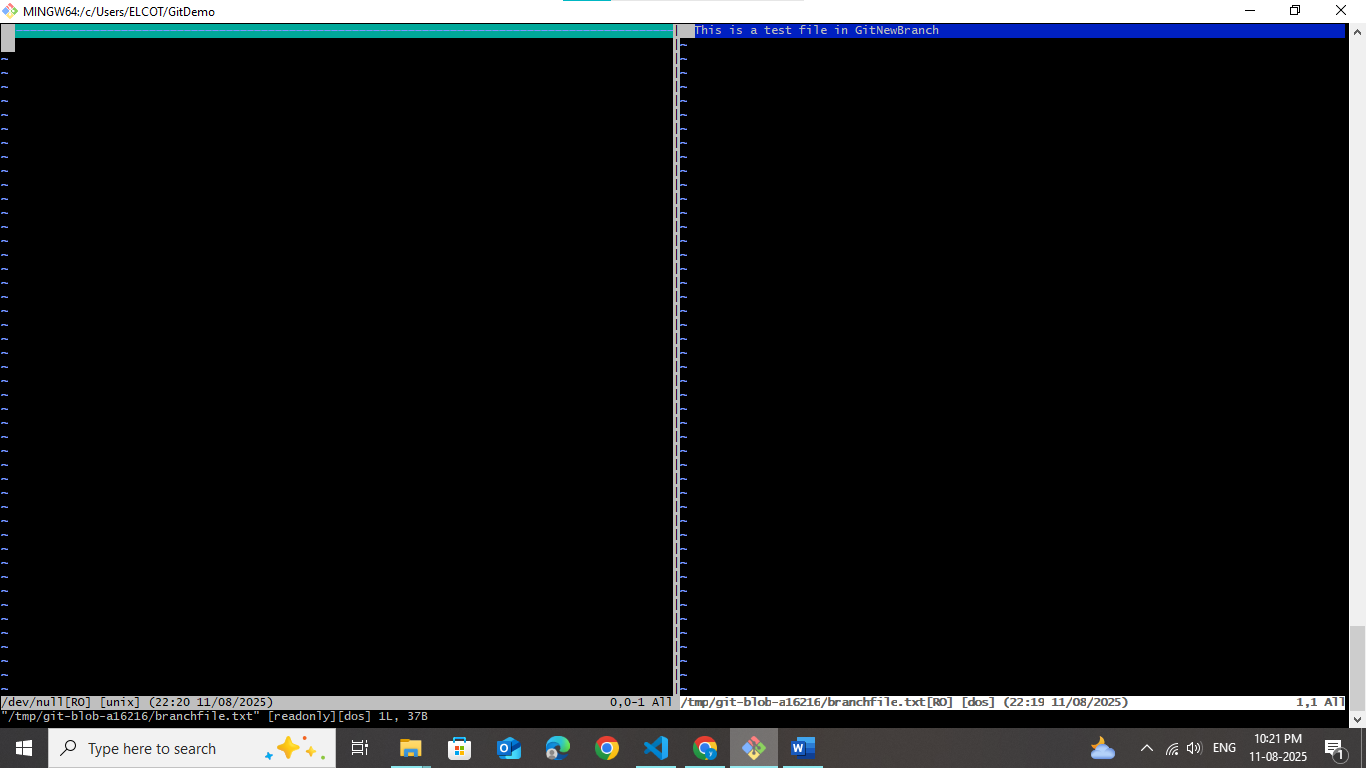 MINGW64:/c/Users/ELCOT/GitDemo
This is a test file in GitNewBranch
/dev/null[RO] [unix] (22:20 11/08/2025) 0,0-1 All
/tmp/git-blob-a16216/branchfile.txt[RO] [dos] (22:19 11/08/2025) 1,1 All
"/tmp/git-blob-a16216/branchfile.txt" [readonly][dos] 1L, 37B
Type here to search
ENG
10:21 PM
11-08-2025
1